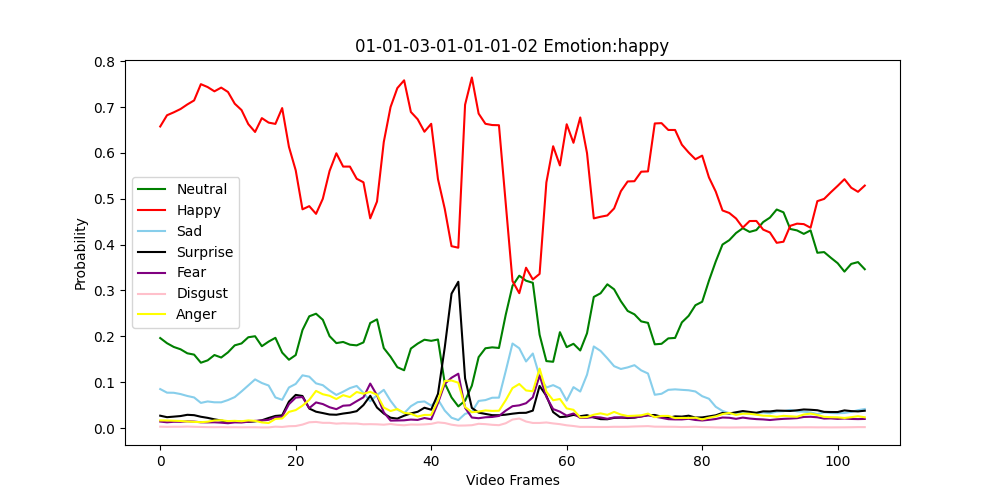 01-01-03-01-01-01-02 Emotion:happy
Probability
0.8
0.7
0.6
0.5
0.4
0.3
0.2
0.1
0.0
Neutral
Happy
Sad
Surprise
Fear
Disgust
Anger
0 20 40 60 80 100
Video Frames